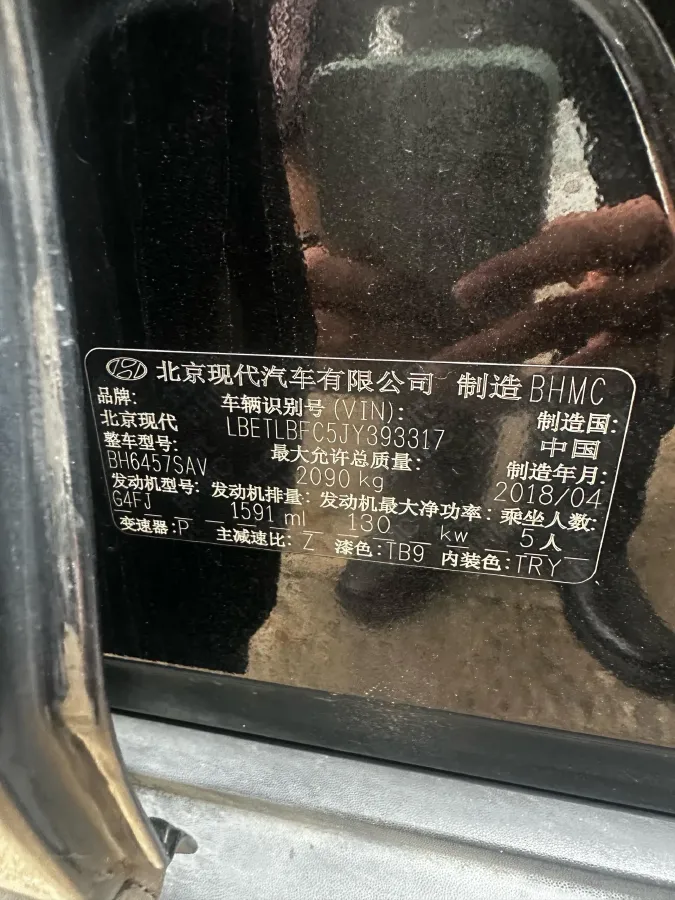 北京现代汽车有限公司 制造 BHMC
品牌: 车辆识别号 (VIN): 制造国:
北京现代 LBETLBFC5JY393317 中国
整车型号: 最大允许总质量: 制造年月:
BH6457SAV 2090 kg 2018/04
发动机型号: 发动机排量: 发动机最大净功率: 乘坐人数:
G4FJ 1591 ml 130 kw 5 人
变速器:P 主减速比: Z 漆色:TB9 内装色:TRY